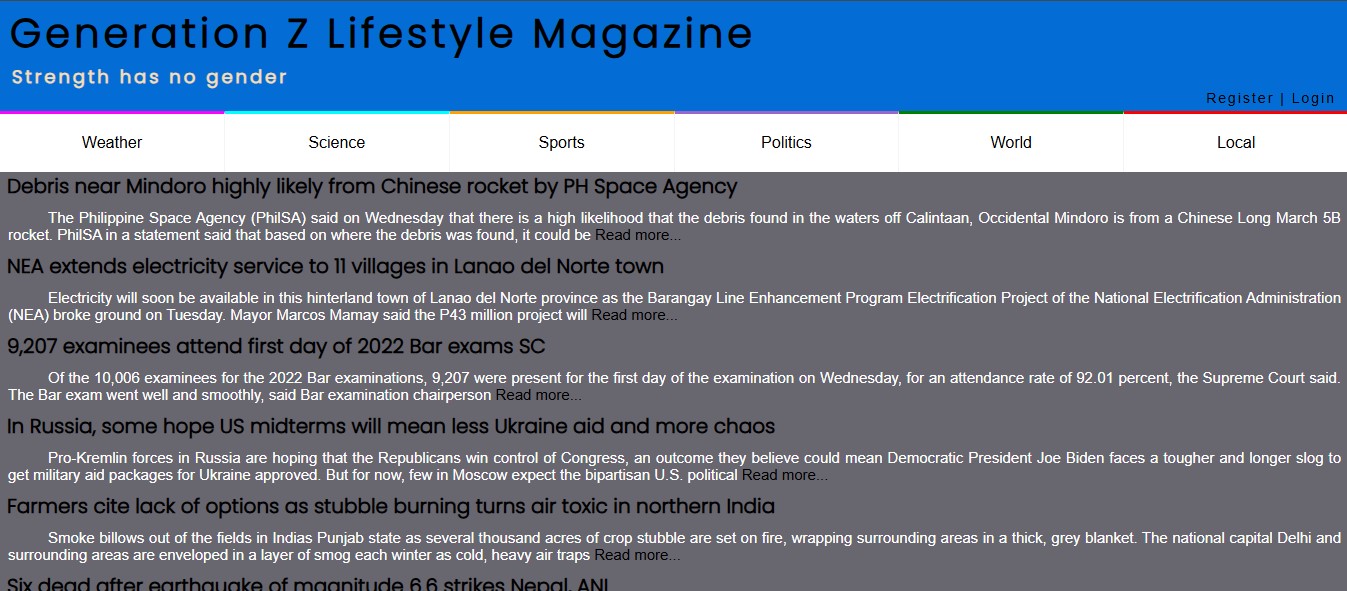 Generation Z Lifestyle Magazine
Strength has no gender
Register | Login
Weather Science Sports Politics World Local
Debris near Mindoro highly likely from Chinese rocket by PH Space Agency
The Philippine Space Agency (PhilSA) said on Wednesday that there is a high likelihood that the debris found in the waters off Calintaan, Occidental Mindoro is from a Chinese Long March 5B
rocket. PhilSA in a statement said that based on where the debris was found, it could be Read more...
NEA extends electricity service to 11 villages in Lanao del Norte town
Electricity will soon be available in this hinterland town of Lanao del Norte province as the Barangay Line Enhancement Program Electrification Project of the National Electrification Administration
(NEA) broke ground on Tuesday. Mayor Marcos Mamay said the P43 million project will Read more...
9,207 examinees attend first day of 2022 Bar exams SC
Of the 10,006 examinees for the 2022 Bar examinations, 9,207 were present for the first day of the examination on Wednesday, for an attendance rate of 92.01 percent, the Supreme Court said.
The Bar exam went well and smoothly, said Bar examination chairperson Read more...
In Russia, some hope US midterms will mean less Ukraine aid and more chaos
Pro-Kremlin forces in Russia are hoping that the Republicans win control of Congress, an outcome they believe could mean Democratic President Joe Biden faces a tougher and longer slog to
get military aid packages for Ukraine approved. But for now, few in Moscow expect the bipartisan U.S. political Read more...
Farmers cite lack of options as stubble burning turns air toxic in northern India
Smoke billows out of the fields in Indias Punjab state as several thousand acres of crop stubble are set on fire, wrapping surrounding areas in a thick, grey blanket. The national capital Delhi and
surrounding areas are enveloped in a layer of smog each winter as cold, heavy air traps Read more...
Six dead after earthquake of magnitude 6.6 strikes Nepal, ANI